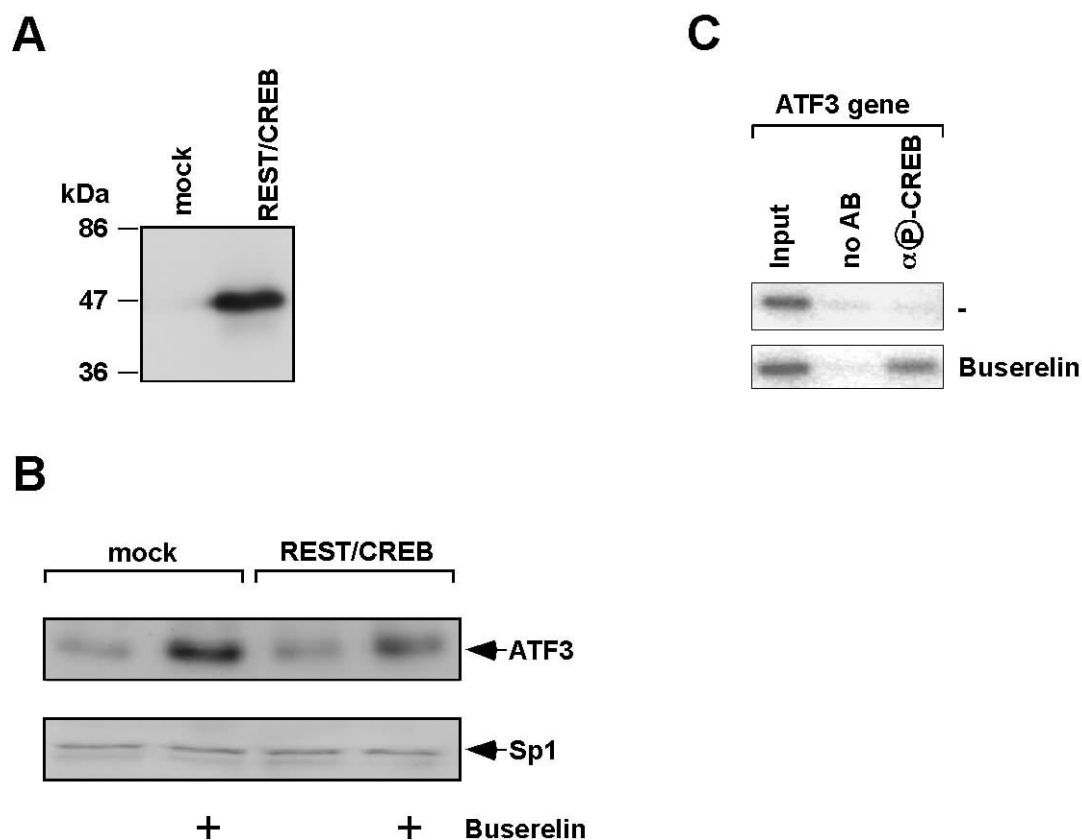 A
mock
REST/CREB
kDa
86
47
36
B
mock REST/CREB
ATF3
Sp1
+ + Buserelin
C
ATF3 gene
Input
no AB
αⓅ-CREB
-
Buserelin